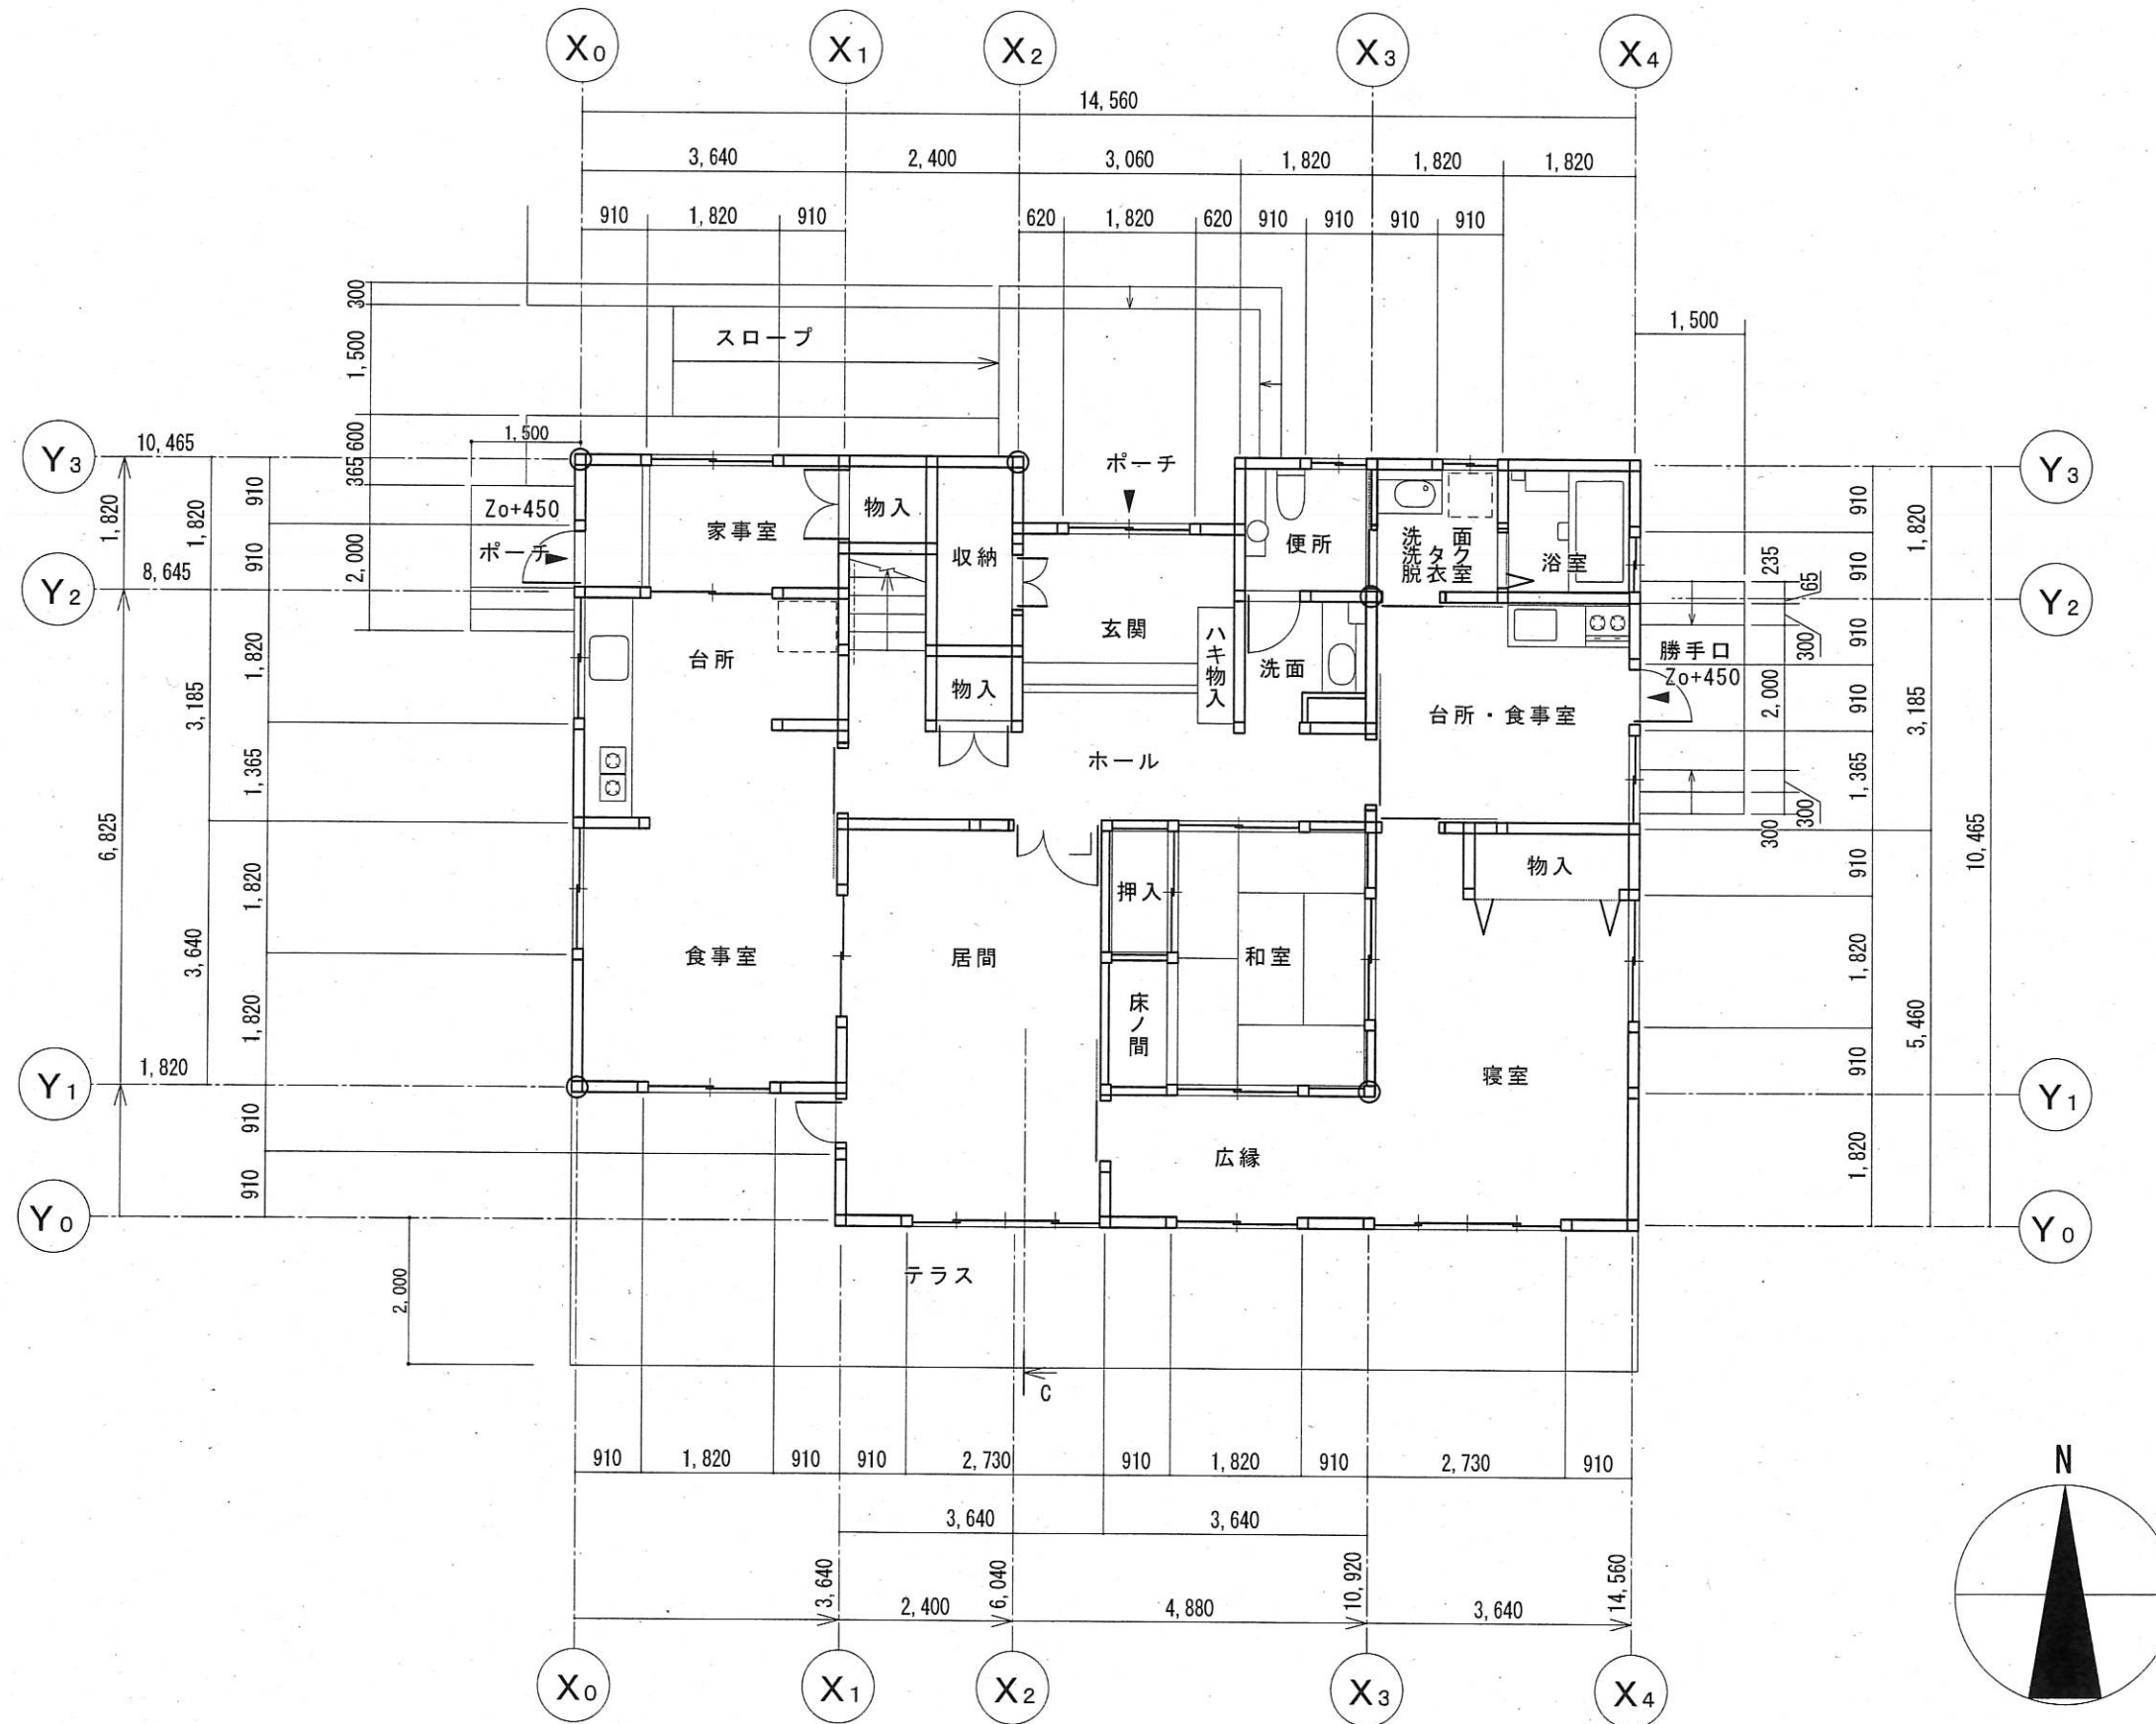 X0 X1 X2 X3 X4
14,560
3,640 2,400 3,060 1,820 1,820 1,820
910 1,820 910 620 1,820 620 910 910 910 910
300
1,500
スロープ
1,500
600
365
Y3
10,465
1,500
ポーチ
Y3
1,820
1,820
910
910
Zo+450
ポーチ
2,000
家事室
物入
収納
便所
洗面
洗タク
脱衣室
浴室
910
910
1,820
235
65
Y2
8,645
Y2
台所
玄関
ハキ物入
洗面
勝手口
Zo+450
300
910
1,820
3,185
物入
台所・食事室
2,000
910
3,185
ホール
1,365
1,365
300
300
6,825
1,820
押入
物入
910
10,465
3,640
食事室
居間
和室
1,820
5,460
1,820
床ノ間
寝室
910
Y1
1,820
Y1
910
広縁
1,820
910
Y0
Y0
テラス
2,000
C
910 1,820 910 910 2,730 910 1,820 910 2,730 910
N
3,640 3,640
3,640 6,040 10,920 14,560
2,400 4,880 3,640
X0 X1 X2 X3 X4